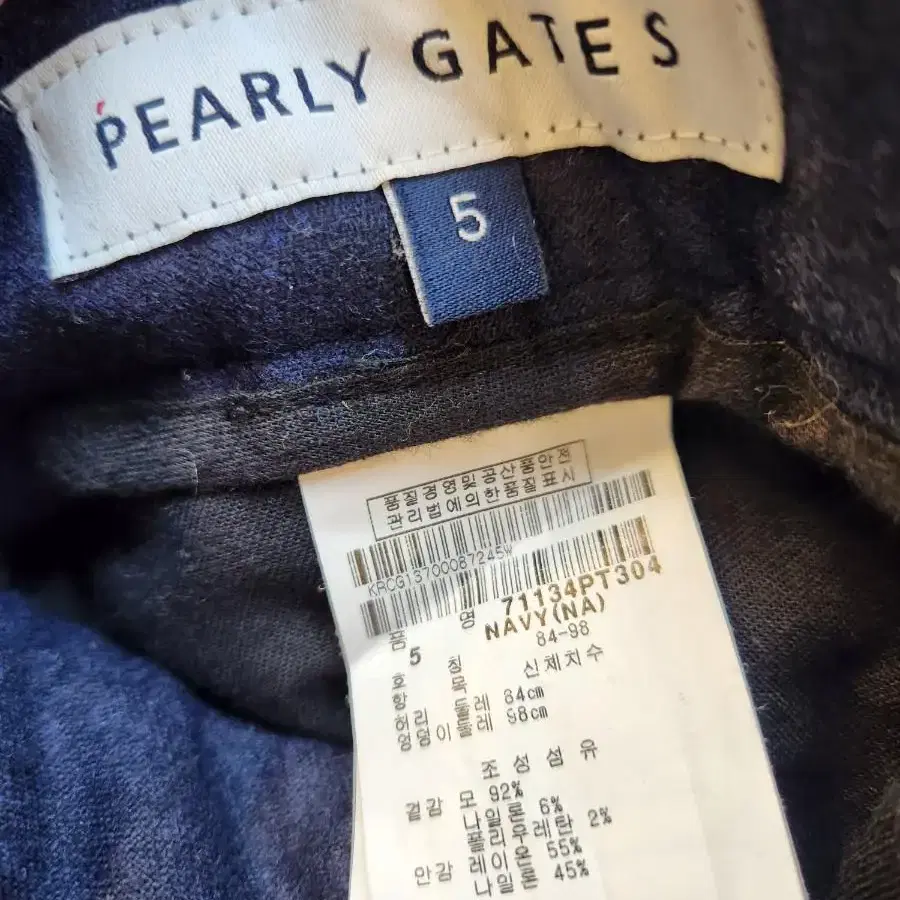 PEARLY GATES
5
품질경영및공산품안전
관리법에의한품질표시
KRCG13700087245W
71134PT304
품 명
NAVY(NA)
5 84-98
항 목 신체치수
허리둘레 84cm
엉덩이둘레 98cm
조성섬유
겉감 모 92%
나일론 6%
폴리우레탄 2%
안감 레이온 55%
나일론 45%